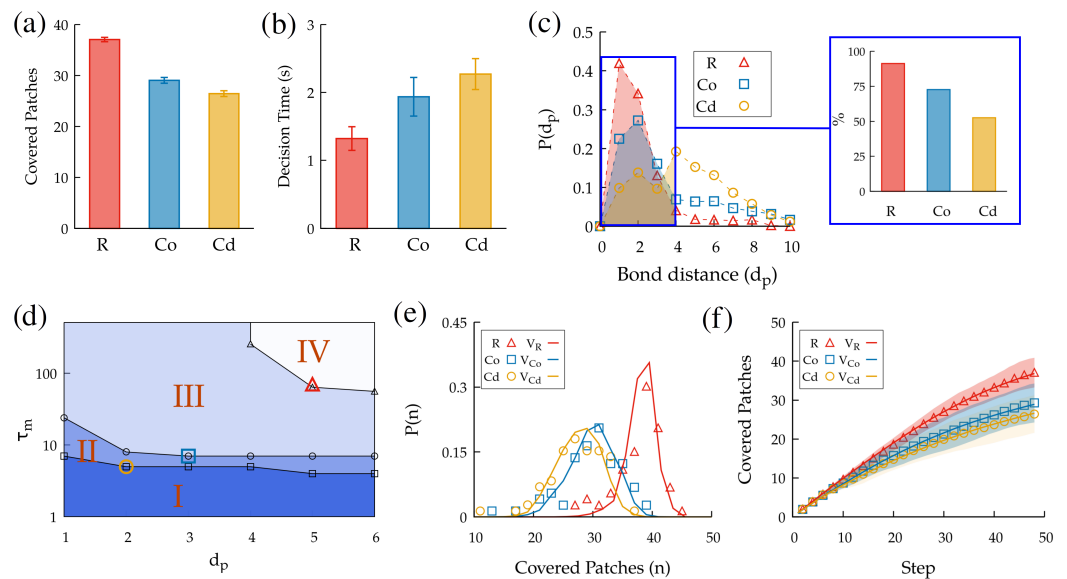 (a)
Covered Patches
40
30
20
10
0
R Co Cd
(b)
Decision Time (s)
3
2
1
0
R Co Cd
(c)
P(dp)
0.5
0.4
0.3
0.2
0.1
0
0 2 4 6 8 10
Bond distance (dp)
R
Co
Cd
%
100
75
50
25
0
R Co Cd
(d)
τm
100
10
1
I
II
III
IV
1 2 3 4 5 6
dp
(e)
P(n)
0.45
0.3
0.15
0
R VR
Co VCo
Cd VCd
10 20 30 40 50
Covered Patches (n)
(f)
Covered Patches
50
40
30
20
10
0
R VR
Co VCo
Cd VCd
0 10 20 30 40 50
Step